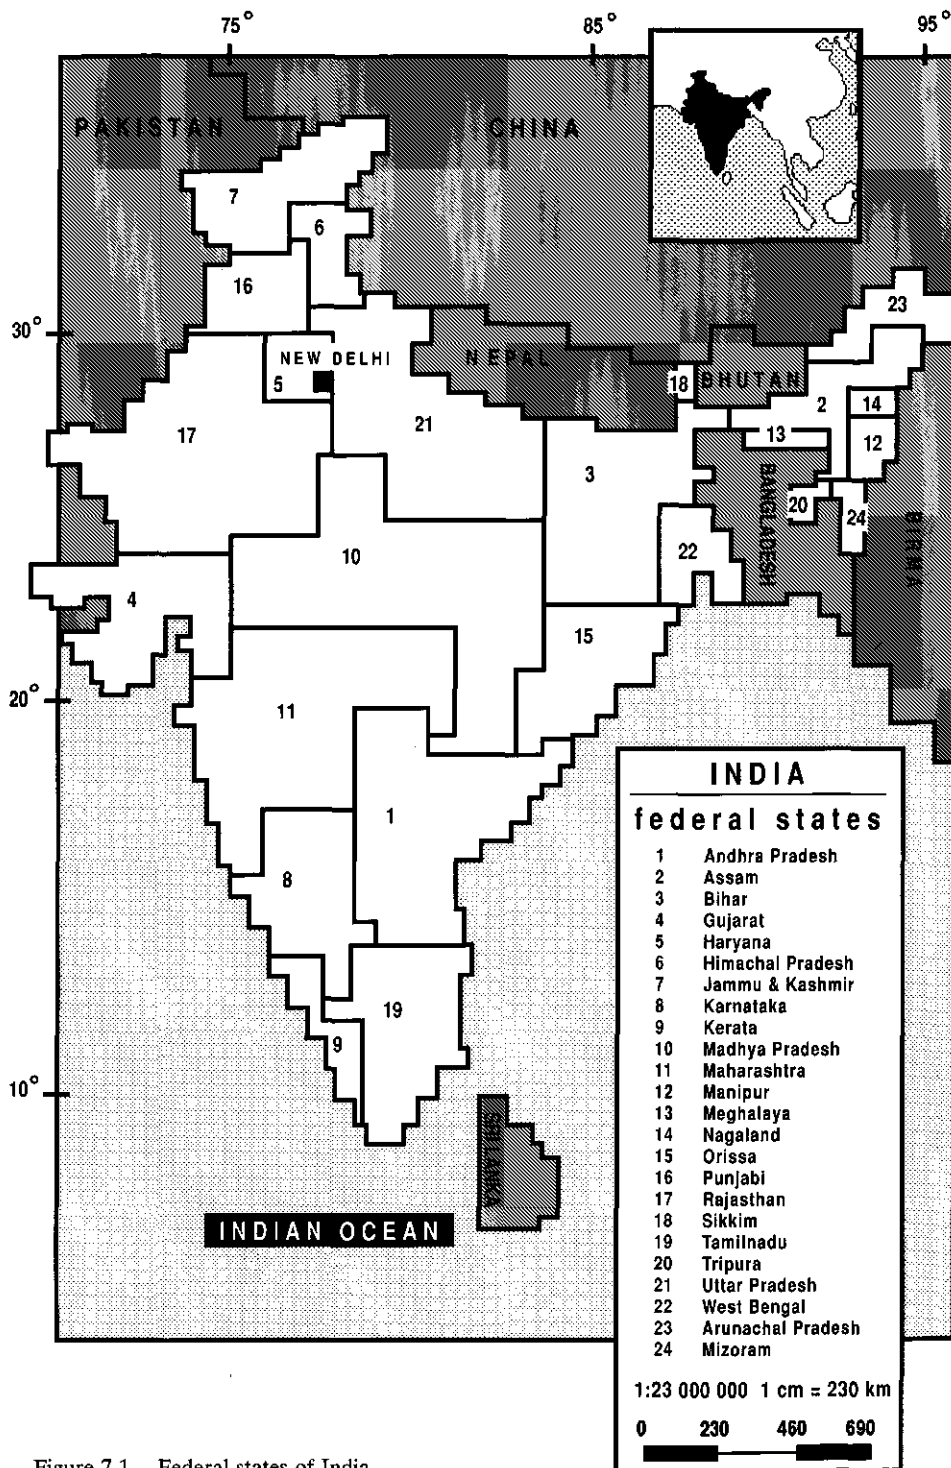 75°
85°
95°
PAKISTAN
CHINA
7
6
16
23
30°
NEW DELHI
NEPAL
18
BHUTAN
5
2
14
21
17
13
12
3
BANGLADESH
20
24
BIRMA
10
22
4
15
20°
11
1
8
19
9
10°
SRI LANKA
INDIAN OCEAN
INDIA
federal states
1 Andhra Pradesh
2 Assam
3 Bihar
4 Gujarat
5 Haryana
6 Himachal Pradesh
7 Jammu & Kashmir
8 Karnataka
9 Kerata
10 Madhya Pradesh
11 Maharashtra
12 Manipur
13 Meghalaya
14 Nagaland
15 Orissa
16 Punjabi
17 Rajasthan
18 Sikkim
19 Tamilnadu
20 Tripura
21 Uttar Pradesh
22 West Bengal
23 Arunachal Pradesh
24 Mizoram
1:23 000 000 1 cm = 230 km
0 230 460 690
Figure 7.1 Federal states of India